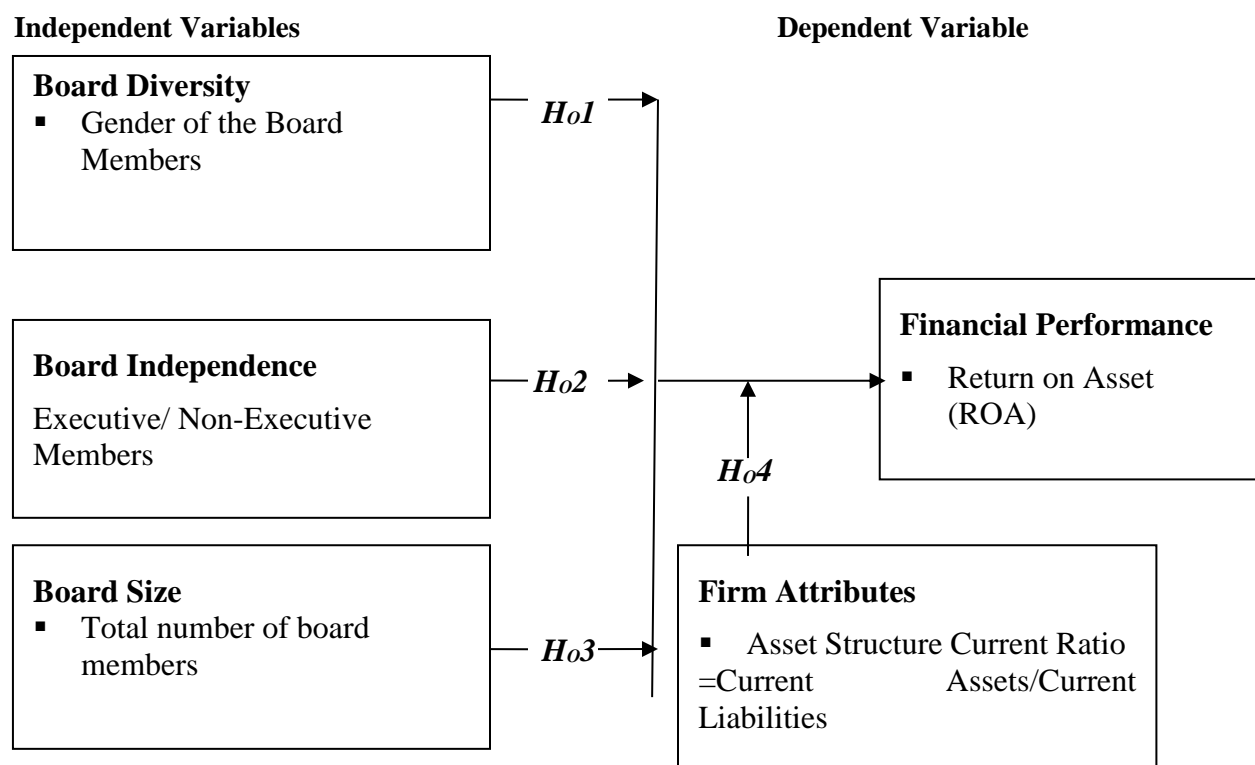 Independent Variables
Dependent Variable
Board Diversity
▪ Gender of the Board
Members
HO1
Board Independence
Executive/ Non-Executive
Members
HO2
Board Size
▪ Total number of board
members
HO3
Financial Performance
▪ Return on Asset
(ROA)
HO4
Firm Attributes
▪ Asset Structure Current Ratio
=Current Assets/Current
Liabilities